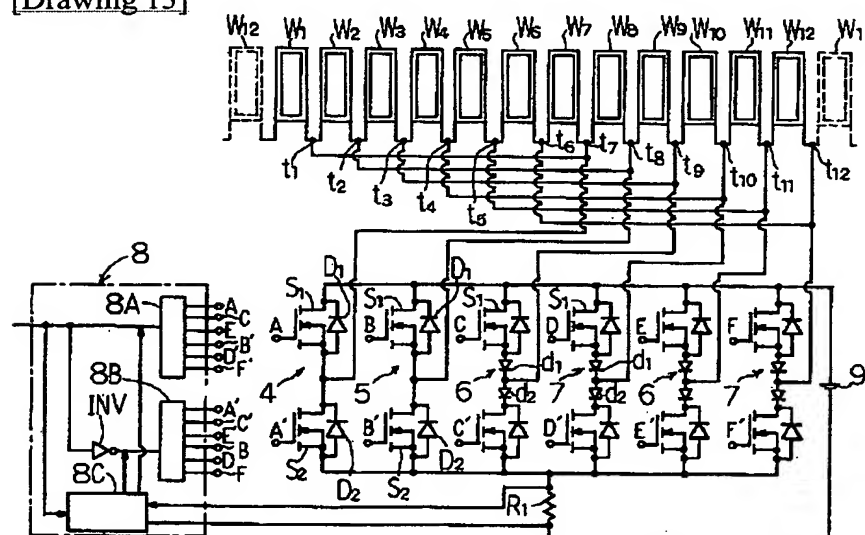 [Drawing 13]
W12 W1 W2 W3 W4 W5 W6 W7 W8 W9 W10 W11 W12 W1
t1 t2 t3 t4 t5 t6 t7 t8 t9 t10 t11 t12
8
8A
A
C
E
B'
D'
F'
8B
A'
C'
E'
B
D
F
INV
8C
S1 D1 S1 D1 S1 S1
A B C D E F
4 5 6 d1 7 d1 6 7 9
d2 d2
A' B' C' D' E' F'
S2 D2 S2 D2
R1